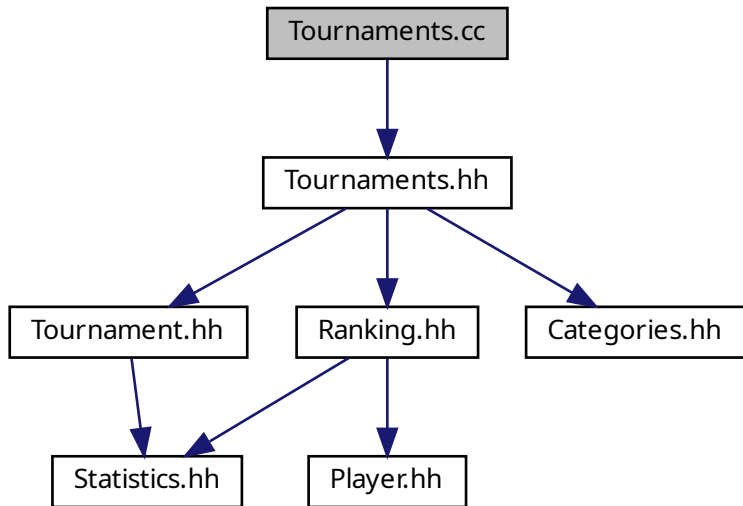 Tournaments.cc
Tournaments.hh
Tournament.hh
Ranking.hh
Categories.hh
Statistics.hh
Player.hh